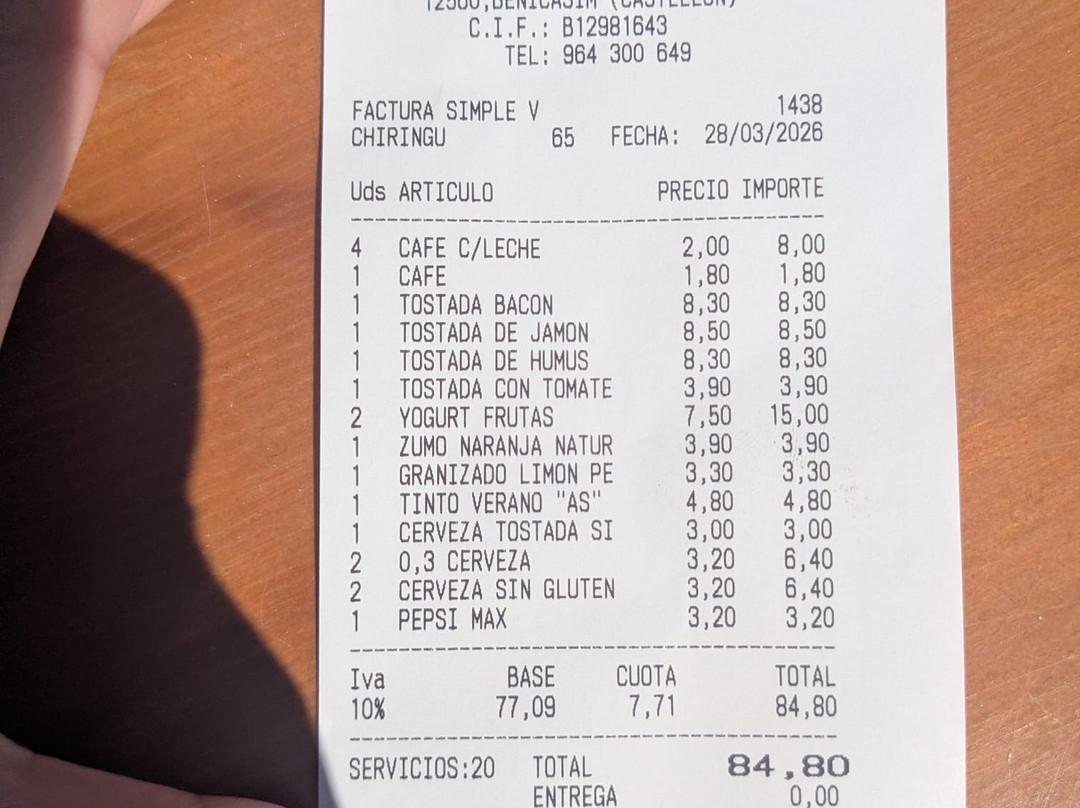 12560,BENICASIM (CASTELLON)
C.I.F.: B12981643
TEL: 964 300 649
FACTURA SIMPLE V 1438
CHIRINGU 65 FECHA: 28/03/2026
Uds ARTICULO PRECIO IMPORTE
4 CAFE C/LECHE 2,00 8,00
1 CAFE 1,80 1,80
1 TOSTADA BACON 8,30 8,30
1 TOSTADA DE JAMON 8,50 8,50
1 TOSTADA DE HUMUS 8,30 8,30
1 TOSTADA CON TOMATE 3,90 3,90
2 YOGURT FRUTAS 7,50 15,00
1 ZUMO NARANJA NATUR 3,90 3,90
1 GRANIZADO LIMON PE 3,30 3,30
1 TINTO VERANO "AS" 4,80 4,80
1 CERVEZA TOSTADA SI 3,00 3,00
2 0,3 CERVEZA 3,20 6,40
2 CERVEZA SIN GLUTEN 3,20 6,40
1 PEPSI MAX 3,20 3,20
Iva BASE CUOTA TOTAL
10% 77,09 7,71 84,80
SERVICIOS:20 TOTAL 84,80
ENTREGA 0,00